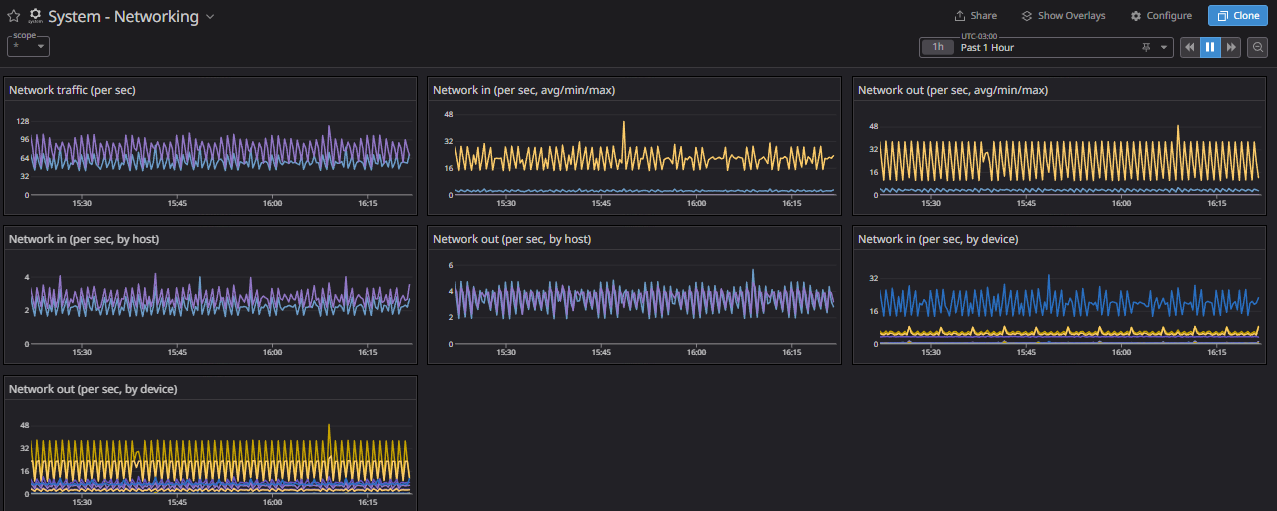 System - Networking
Share
Show Overlays
Configure
Clone
scope
*
UTC-03:00
1h
Past 1 Hour
Network traffic (per sec)
128
96
64
32
0
15:30 15:45 16:00 16:15
Network in (per sec, avg/min/max)
48
32
16
0
15:30 15:45 16:00 16:15
Network out (per sec, avg/min/max)
48
32
16
0
15:30 15:45 16:00 16:15
Network in (per sec, by host)
4
2
0
15:30 15:45 16:00 16:15
Network out (per sec, by host)
6
4
2
0
15:30 15:45 16:00 16:15
Network in (per sec, by device)
32
16
0
15:30 15:45 16:00 16:15
Network out (per sec, by device)
48
32
16
0
15:30 15:45 16:00 16:15